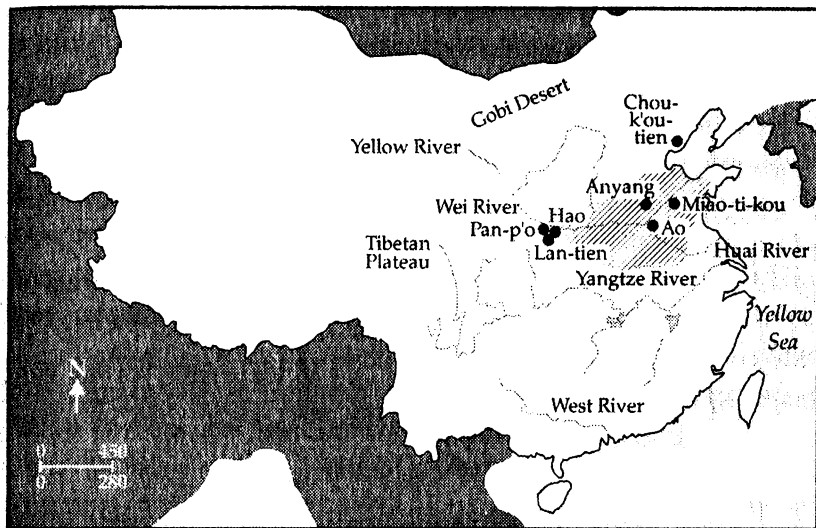 Gobi Desert
Chou-
k'ou-
tien
Yellow River
Anyang
Miao-ti-kou
Wei River
Hao
Pan-p'o
Ao
Tibetan
Plateau
Lan-tien
Huai River
Yangtze River
Yellow
Sea
N
West River
0 450
0 280